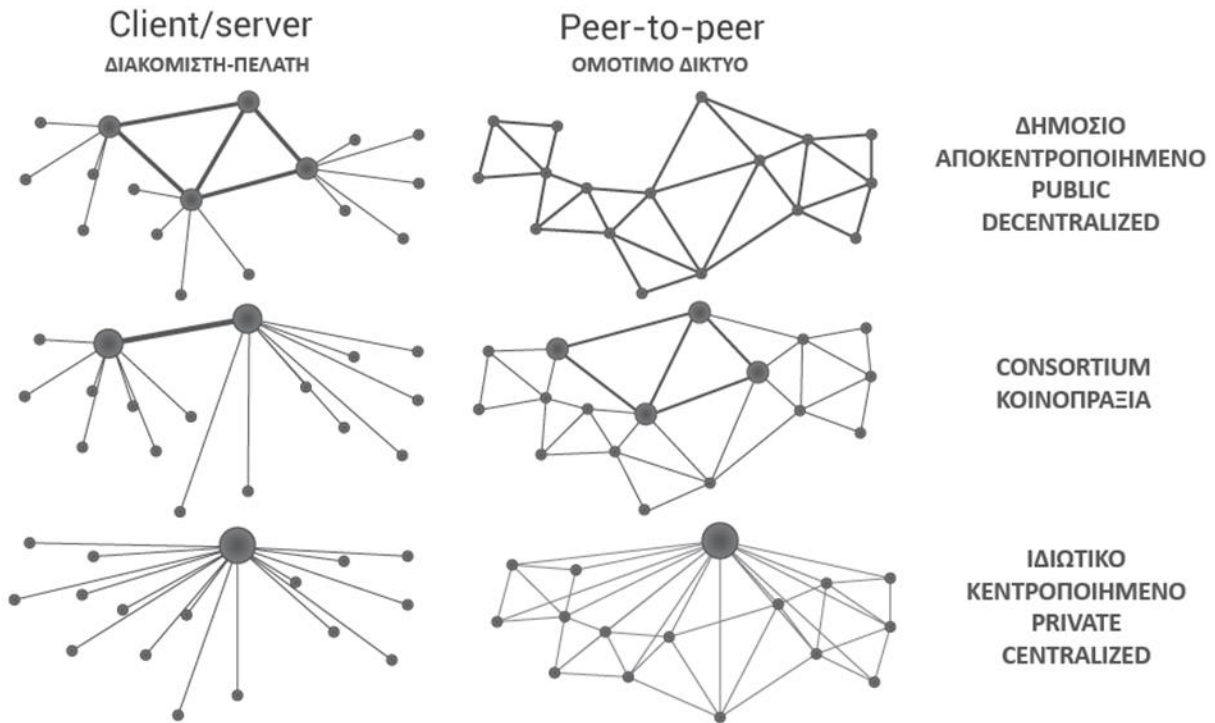 Client/server
ΔΙΑΚΟΜΙΣΤΗ-ΠΕΛΑΤΗ
Peer-to-peer
ΟΜΟΤΙΜΟ ΔΙΚΤΥΟ
ΔΗΜΟΣΙΟ
ΑΠΟΚΕΝΤΡΟΠΟΙΗΜΕΝΟ
PUBLIC
DECENTRALIZED
CONSORTIUM
ΚΟΙΝΟΠΡΑΞΙΑ
ΙΔΙΩΤΙΚΟ
ΚΕΝΤΡΟΠΟΙΗΜΕΝΟ
PRIVATE
CENTRALIZED